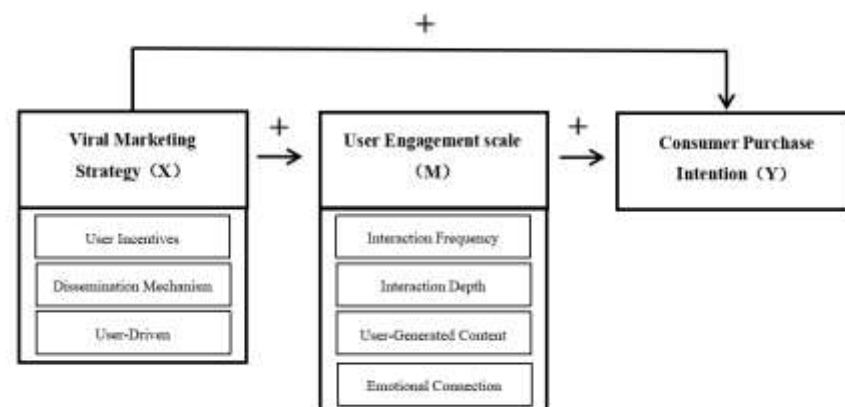 +
Viral Marketing
Strategy（X）
+
User Engagement scale
（M）
+
Consumer Purchase
Intention（Y）
User Incentives
Dissemination Mechanism
User-Driven
Interaction Frequency
Interaction Depth
User-Generated Content
Emotional Connection